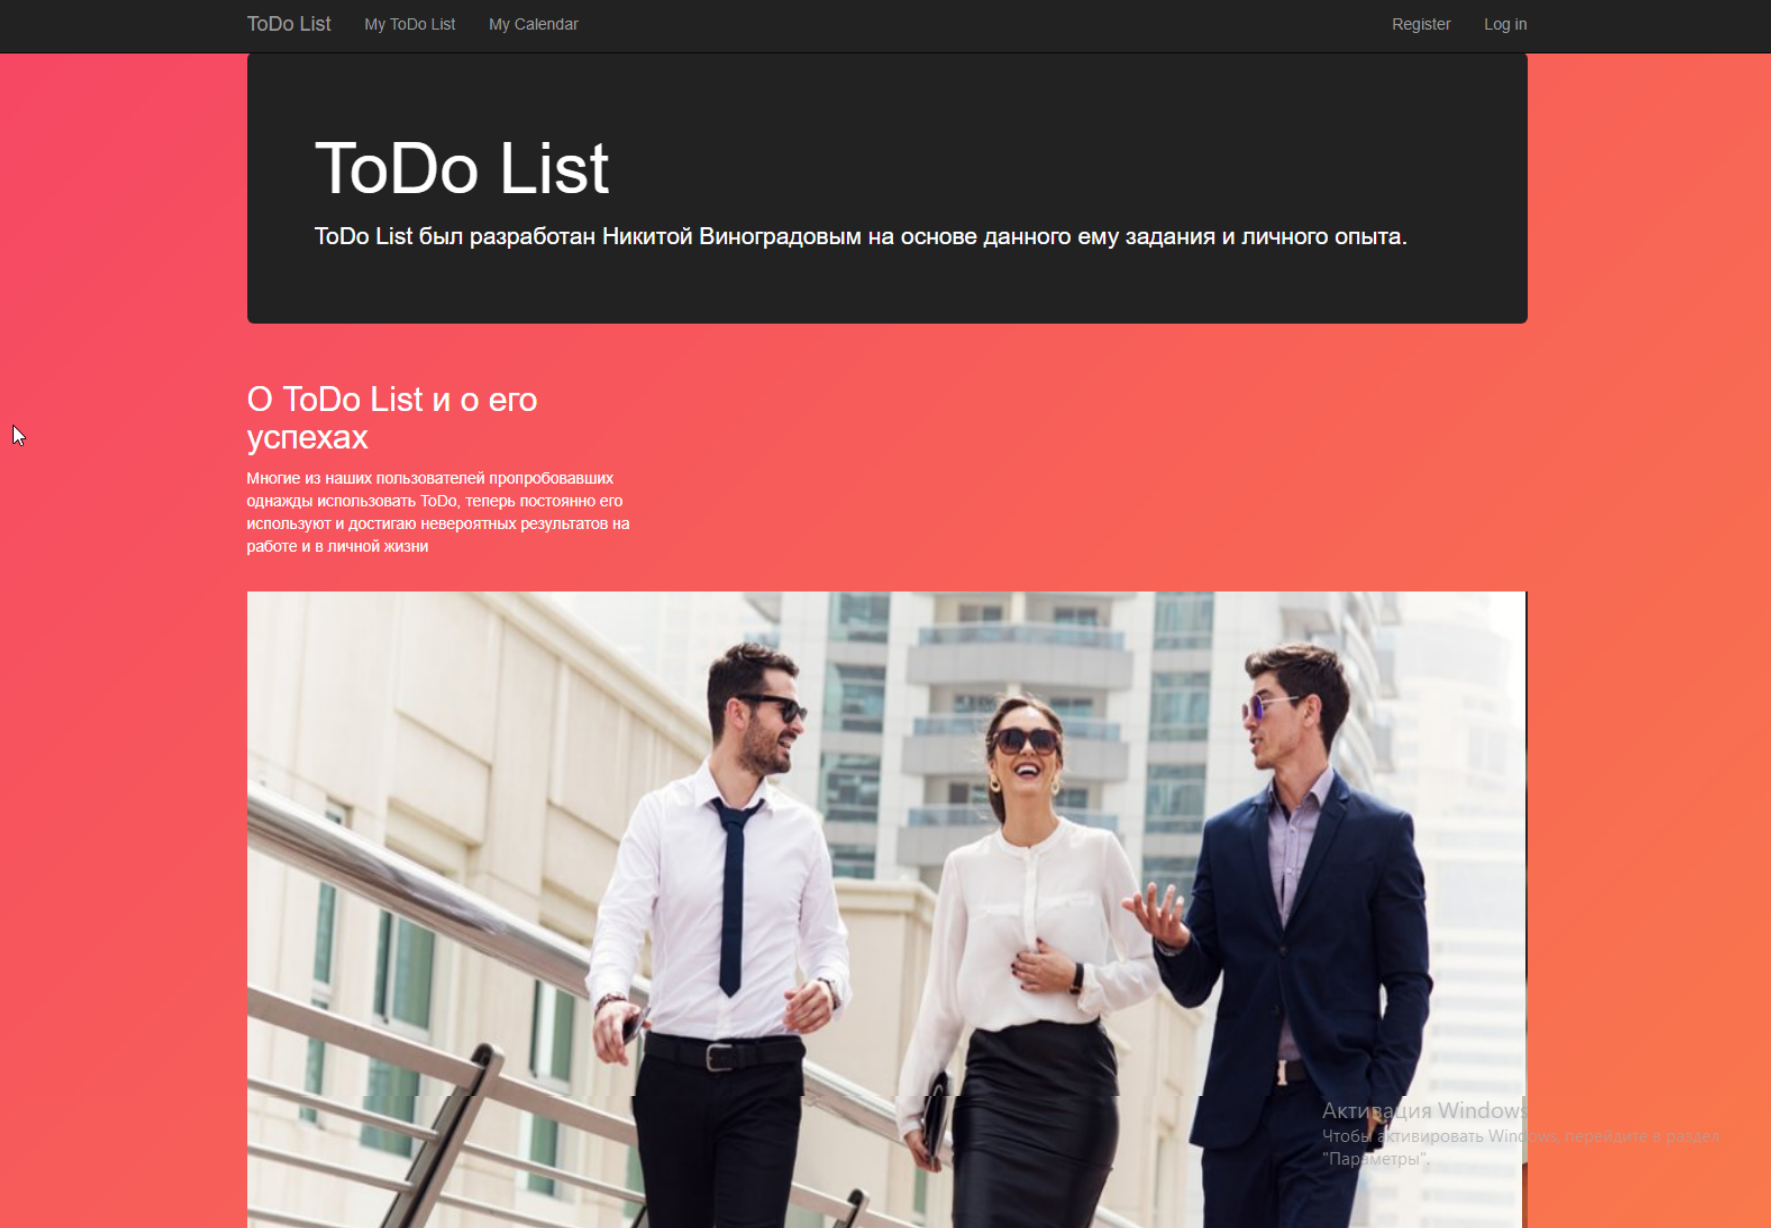 ToDo List My ToDo List My Calendar Register Log in
ToDo List
ToDo List был разработан Никитой Виноградовым на основе данного ему задания и личного опыта.
О ToDo List и о его
успехах
Многие из наших пользователей пропробовавших
однажды использовать ToDo, теперь постоянно его
используют и достигаю невероятных результатов на
работе и в личной жизни
Активация Windows
Чтобы активировать Windows, перейдите в раздел
"Параметры".